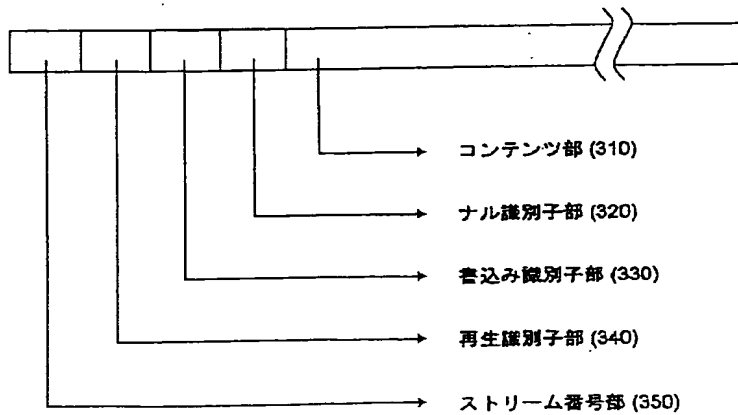 コンテンツ部 (310)
ナル識別子部 (320)
書込み識別子部 (330)
再生識別子部 (340)
ストリーム番号部 (350)